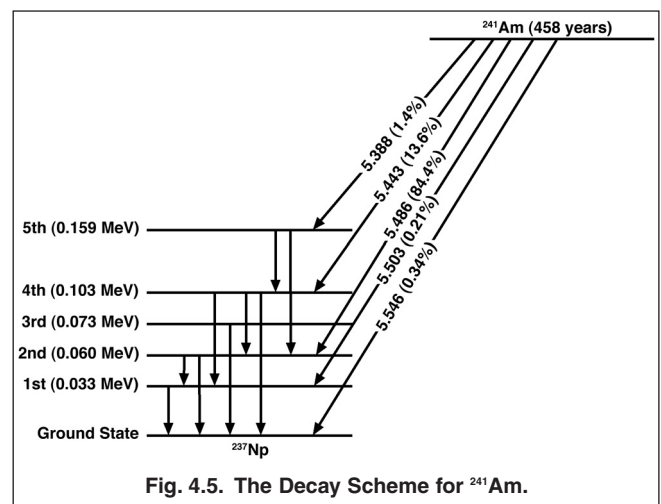 ²⁴¹Am (458 years)
5.388 (1.4%)
5.443 (13.6%)
5.486 (84.4%)
5.503 (0.21%)
5.546 (0.34%)
5th (0.159 MeV)
4th (0.103 MeV)
3rd (0.073 MeV)
2nd (0.060 MeV)
1st (0.033 MeV)
Ground State
²³⁷Np
Fig. 4.5. The Decay Scheme for ²⁴¹Am.